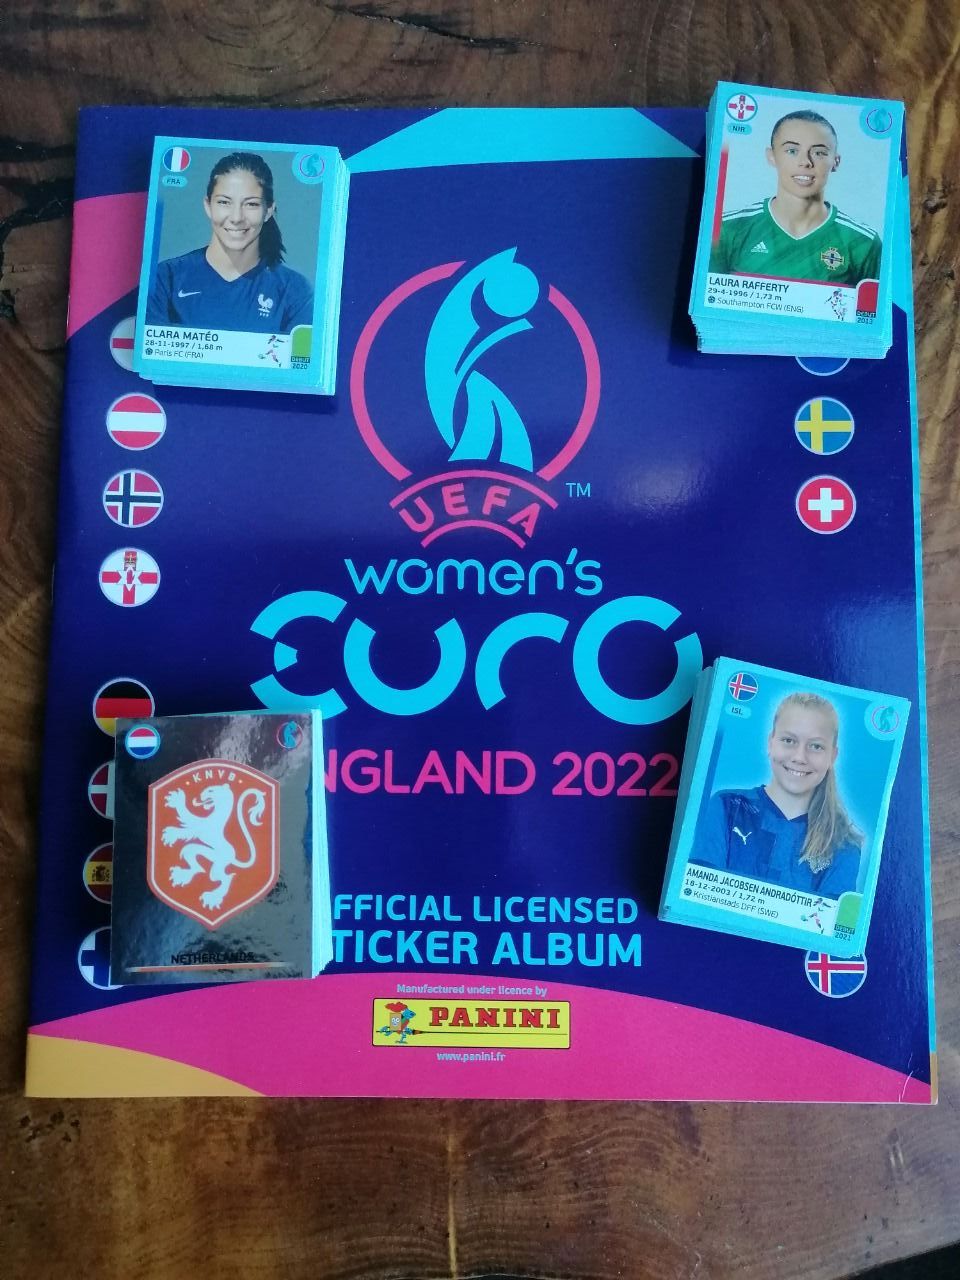 FRA
CLARA MATÉO
28-11-1997 / 1,68 m
Paris FC (FRA)
DEBUT
2020
NIR
LAURA RAFFERTY
29-4-1996 / 1,73 m
Southampton FCW (ENG)
DEBUT
2013
UEFA
TM
women's
EURO
NGLAND 2022
KNVB
NETHERLANDS
ISL
AMANDA JACOBSEN ANDRADÓTTIR
18-12-2003 / 1,72 m
Kristianstads DFF (SWE)
DEBUT
2021
FFICIAL LICENSED
TICKER ALBUM
Manufactured under licence by
PANINI
www.panini.fr